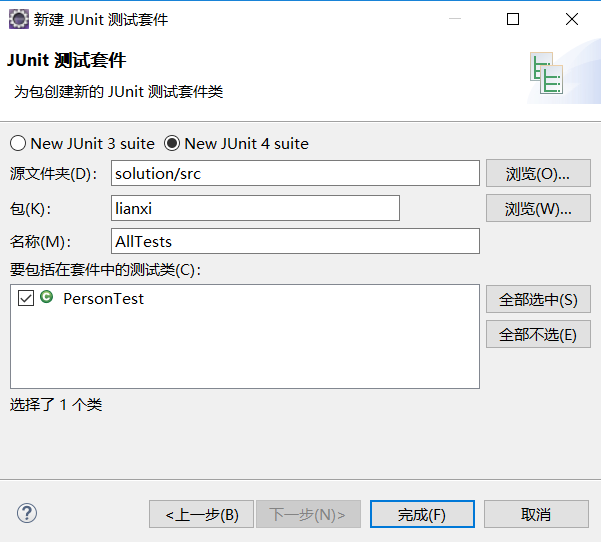 新建 JUnit 测试套件
JUnit 测试套件
为包创建新的 JUnit 测试套件类
New JUnit 3 suite New JUnit 4 suite
源文件夹(D): solution/src 浏览(O)...
包(K): lianxi 浏览(W)...
名称(M): AllTests
要包括在套件中的测试类(C):
PersonTest 全部选中(S)
全部不选(E)
选择了 1 个类
<上一步(B) 下一步(N)> 完成(F) 取消